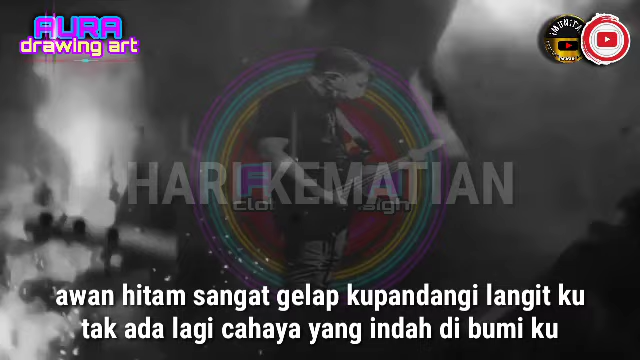 AURA
drawing art
HARI KEMATIAN
awan hitam sangat gelap kupandangi langit ku
tak ada lagi cahaya yang indah di bumi ku